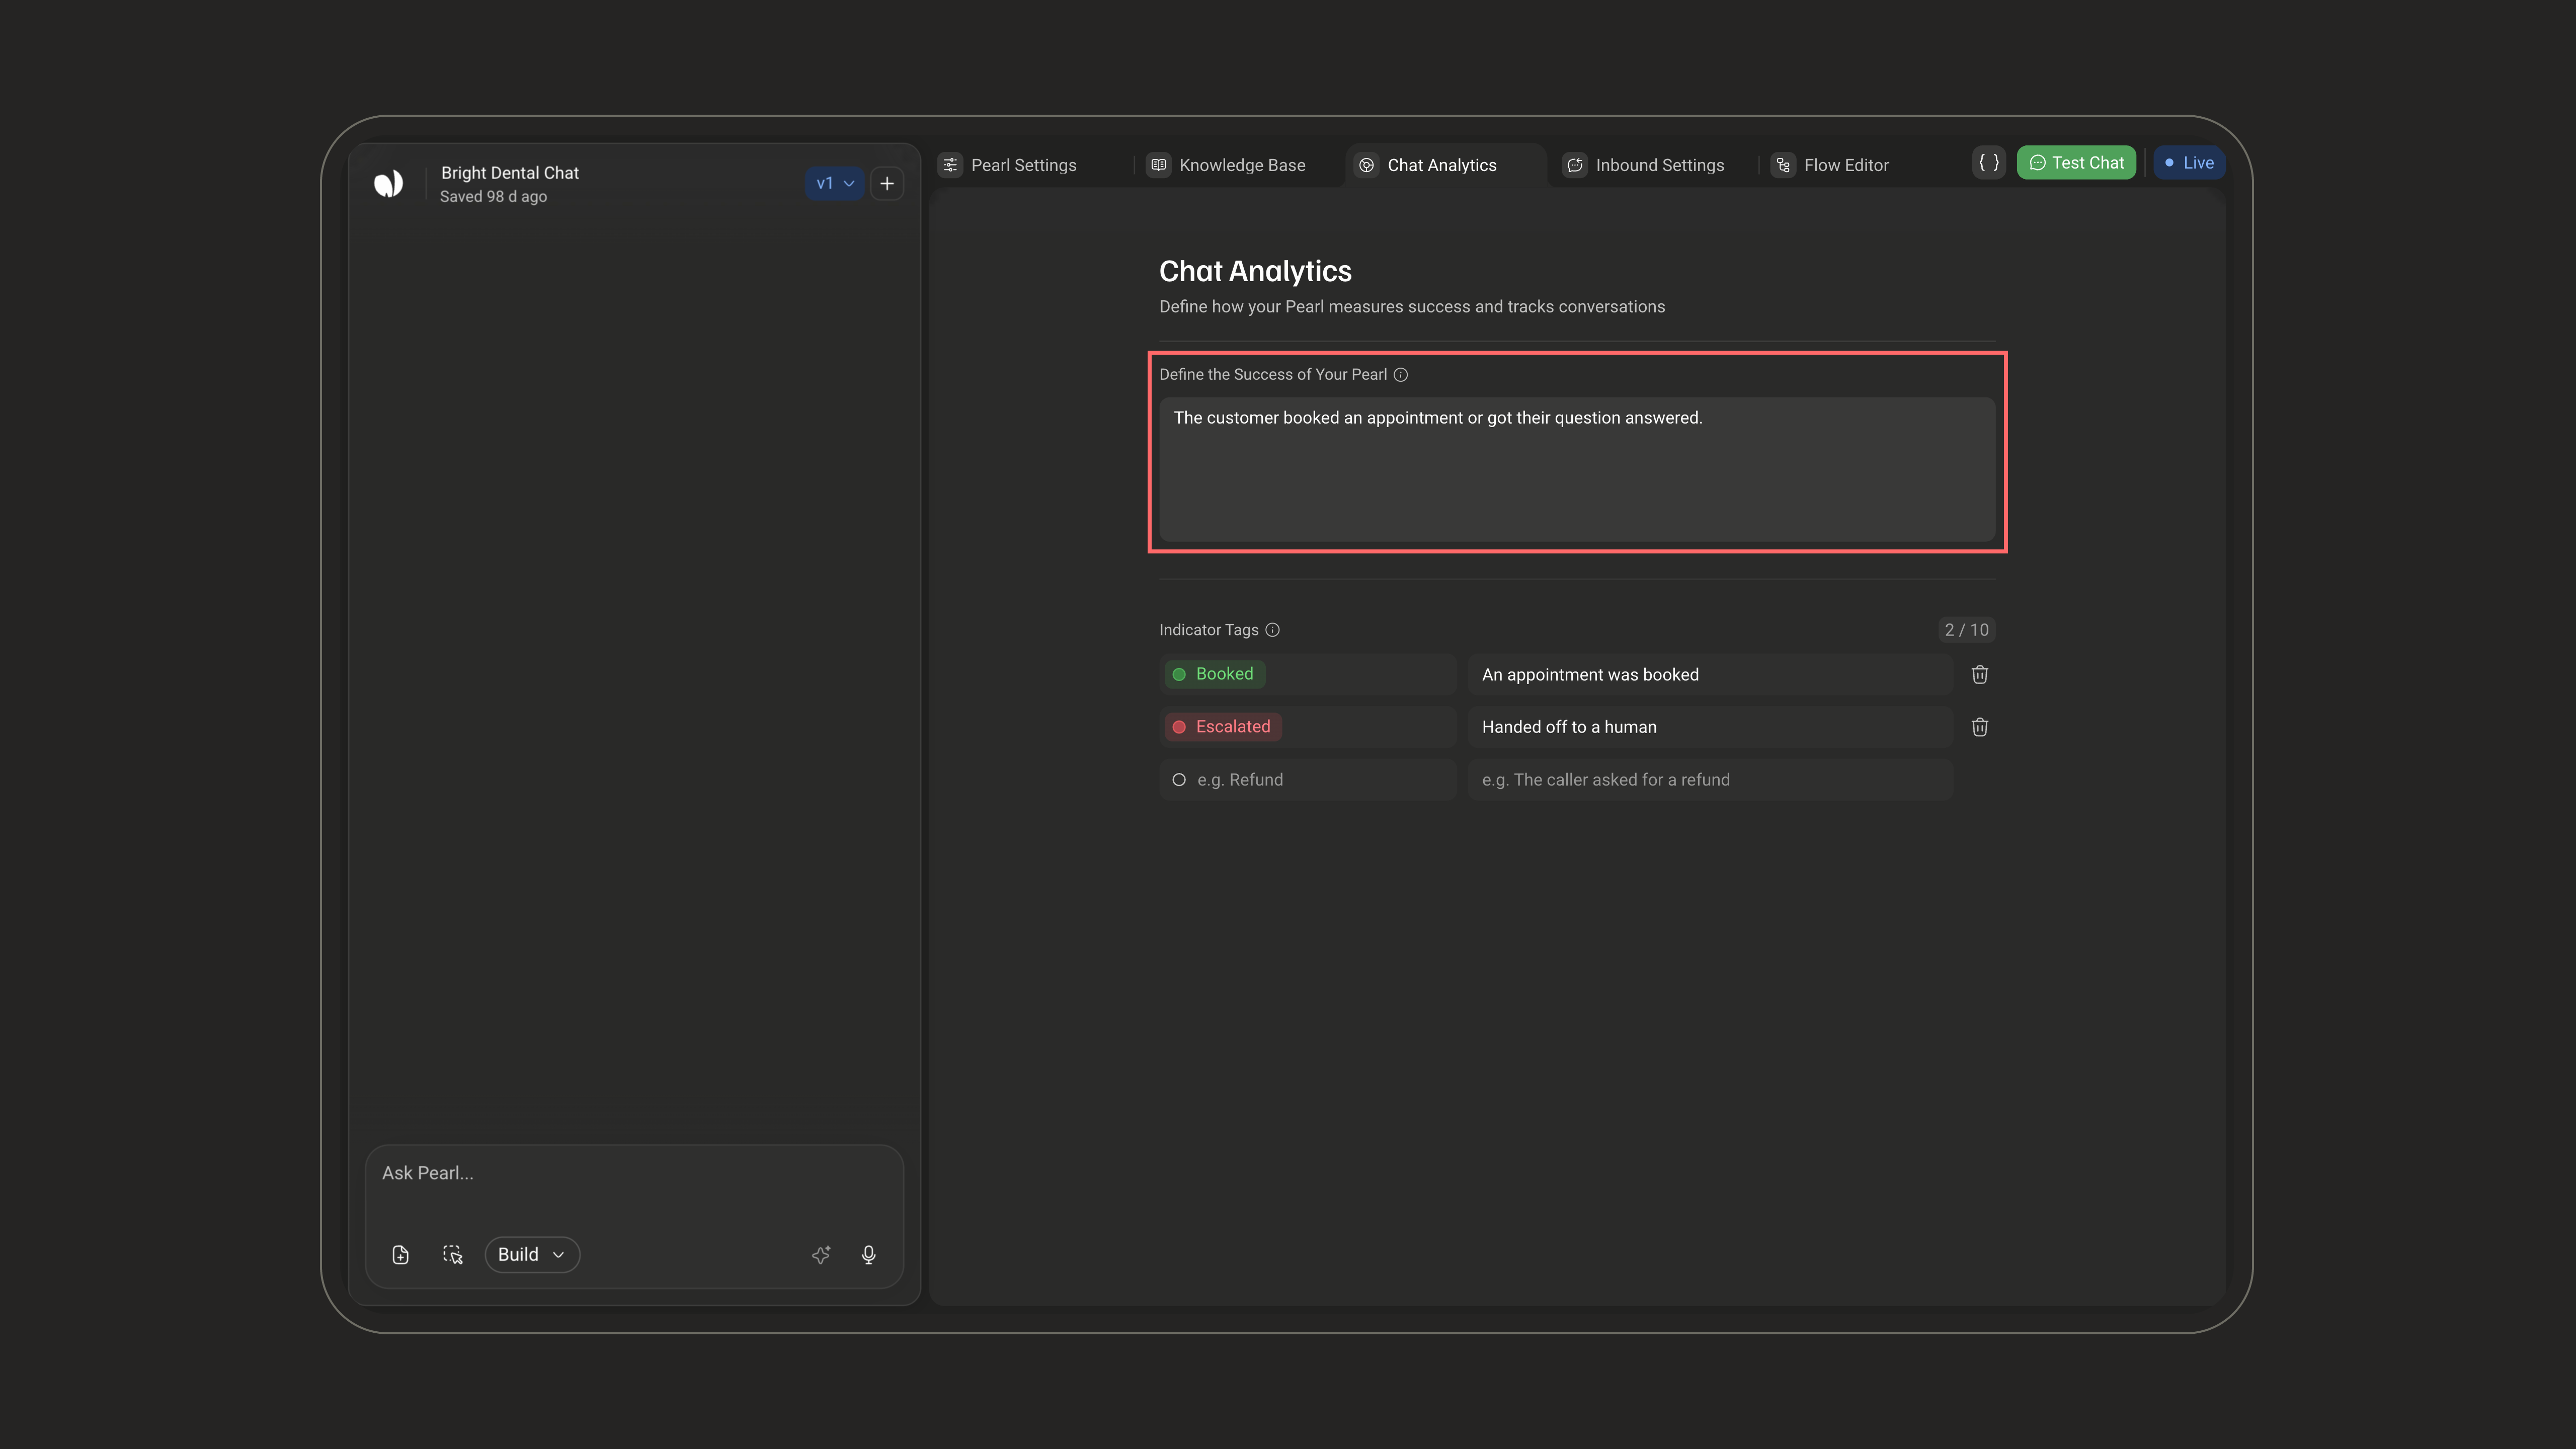 Bright Dental Chat
Saved 98 d ago
v1
Pearl Settings
Knowledge Base
Chat Analytics
Inbound Settings
Flow Editor
{ }
Test Chat
Live
Chat Analytics
Define how your Pearl measures success and tracks conversations
Define the Success of Your Pearl
The customer booked an appointment or got their question answered.
Indicator Tags
2 / 10
Booked
An appointment was booked
Escalated
Handed off to a human
e.g. Refund
e.g. The caller asked for a refund
Ask Pearl...
Build